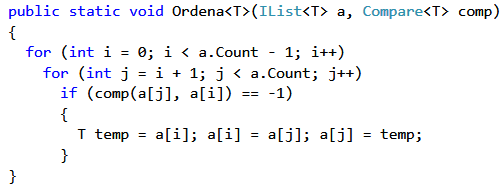 public static void Ordena<T>(IList<T> a, Compare<T> comp)
{
  for (int i = 0; i < a.Count - 1; i++)
    for (int j = i + 1; j < a.Count; j++)
      if (comp(a[j], a[i]) == -1)
      {
        T temp = a[i]; a[i] = a[j]; a[j] = temp;
      }
}